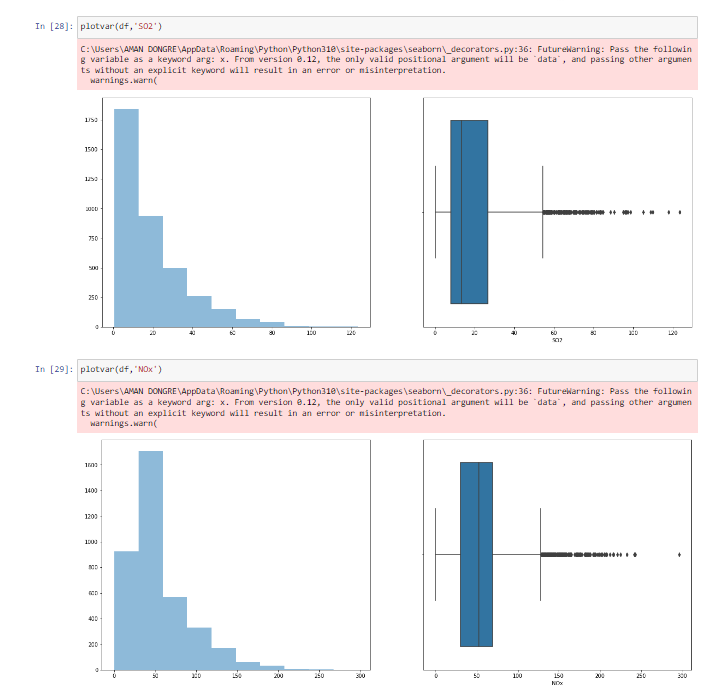 In [28]: plotvar(df,'SO2')
C:\Users\AMAN DONGRE\AppData\Roaming\Python\Python310\site-packages\seaborn\_decorators.py:36: FutureWarning: Pass the followin
g variable as a keyword arg: x. From version 0.12, the only valid positional argument will be `data`, and passing other argumen
ts without an explicit keyword will result in an error or misinterpretation.
warnings.warn(
1750
1500
1250
1000
750
500
250
0
0 20 40 60 80 100 120
0 20 40 60 80 100 120
SO2
In [29]: plotvar(df,'NOx')
C:\Users\AMAN DONGRE\AppData\Roaming\Python\Python310\site-packages\seaborn\_decorators.py:36: FutureWarning: Pass the followin
g variable as a keyword arg: x. From version 0.12, the only valid positional argument will be `data`, and passing other argumen
ts without an explicit keyword will result in an error or misinterpretation.
warnings.warn(
1600
1400
1200
1000
800
600
400
200
0
0 50 100 150 200 250 300
0 50 100 150 200 250 300
NOx